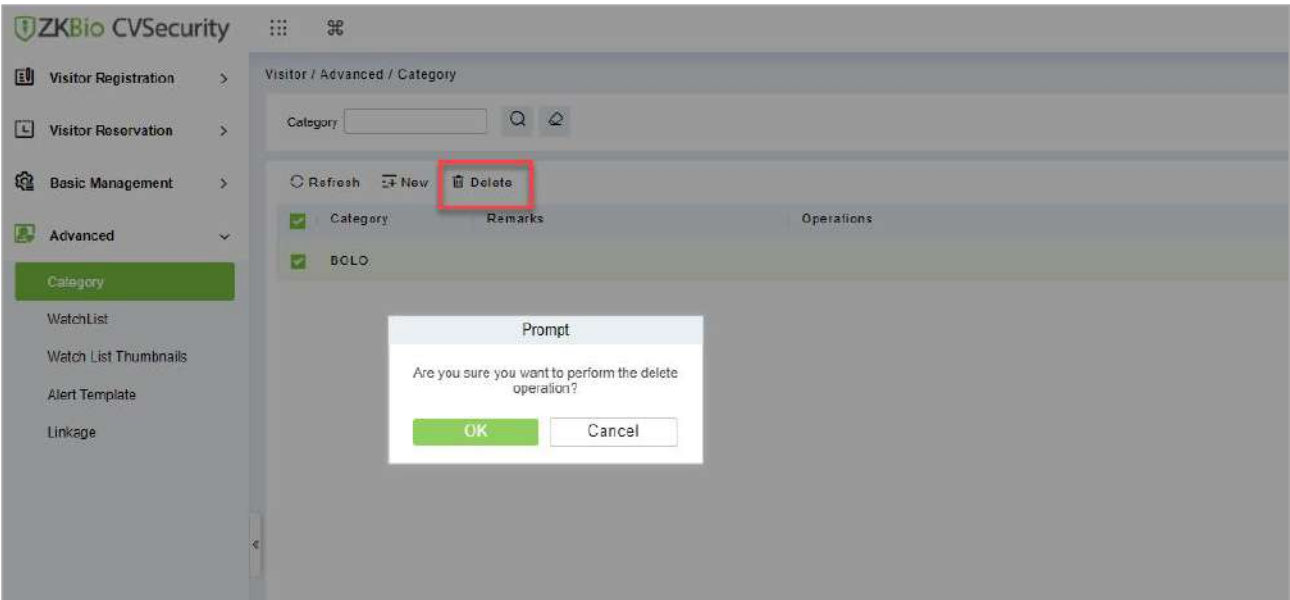 ZKBio CVSecurity
Visitor Registration
Visitor / Advanced / Category
Visitor Reservation
Category
Basic Management
Refresh New Delete
Category Remarks Operations
Advanced
BOLO
Category
WatchList
Prompt
Watch List Thumbnails
Are you sure you want to perform the delete
operation?
Alert Template
OK Cancel
Linkage